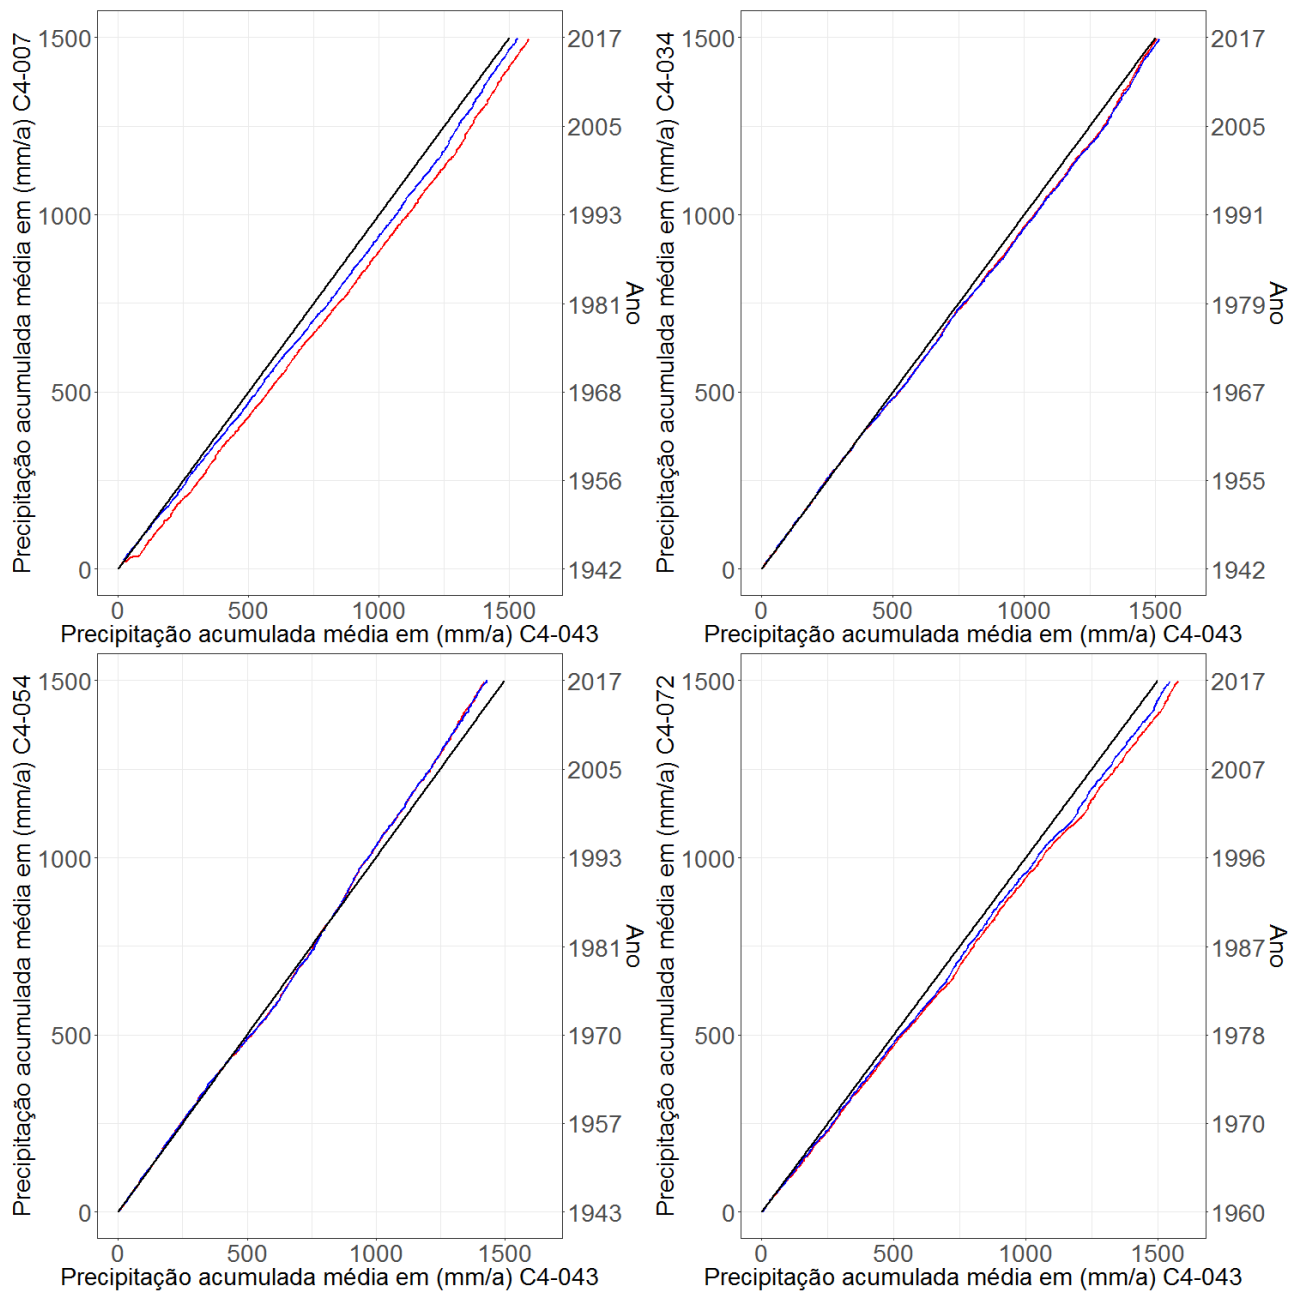 Precipitação acumulada média em (mm/a) C4-007
1500
1000
500
0
0 500 1000 1500
Precipitação acumulada média em (mm/a) C4-043
2017
2005
1993
1981
1968
1956
1942
Ano
Precipitação acumulada média em (mm/a) C4-034
1500
1000
500
0
0 500 1000 1500
Precipitação acumulada média em (mm/a) C4-043
2017
2005
1991
1979
1967
1955
1942
Ano
Precipitação acumulada média em (mm/a) C4-054
1500
1000
500
0
0 500 1000 1500
Precipitação acumulada média em (mm/a) C4-043
2017
2005
1993
1981
1970
1957
1943
Ano
Precipitação acumulada média em (mm/a) C4-072
1500
1000
500
0
0 500 1000 1500
Precipitação acumulada média em (mm/a) C4-043
2017
2007
1996
1987
1978
1970
1960
Ano